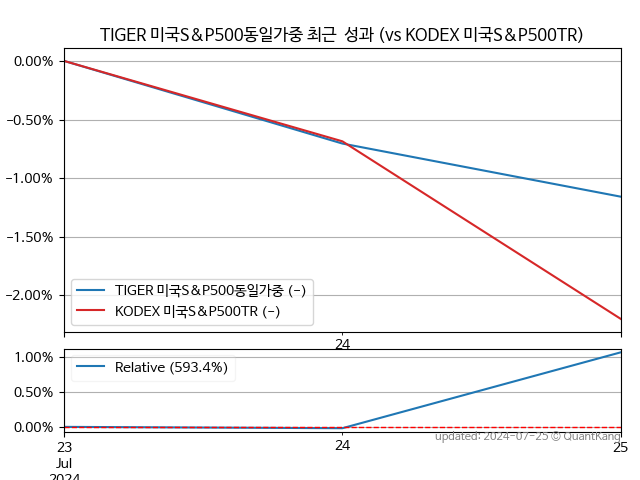 TIGER 미국S&P500동일가중 최근  성과 (vs KODEX 미국S&P500TR)
0.00%
−0.50%
−1.00%
−1.50%
−2.00%
TIGER 미국S&P500동일가중 (-)
KODEX 미국S&P500TR (-)
24
1.00%
0.50%
0.00%
Relative (593.4%)
updated: 2024-07-25 © QuantKang
23 24 25
Jul
2024